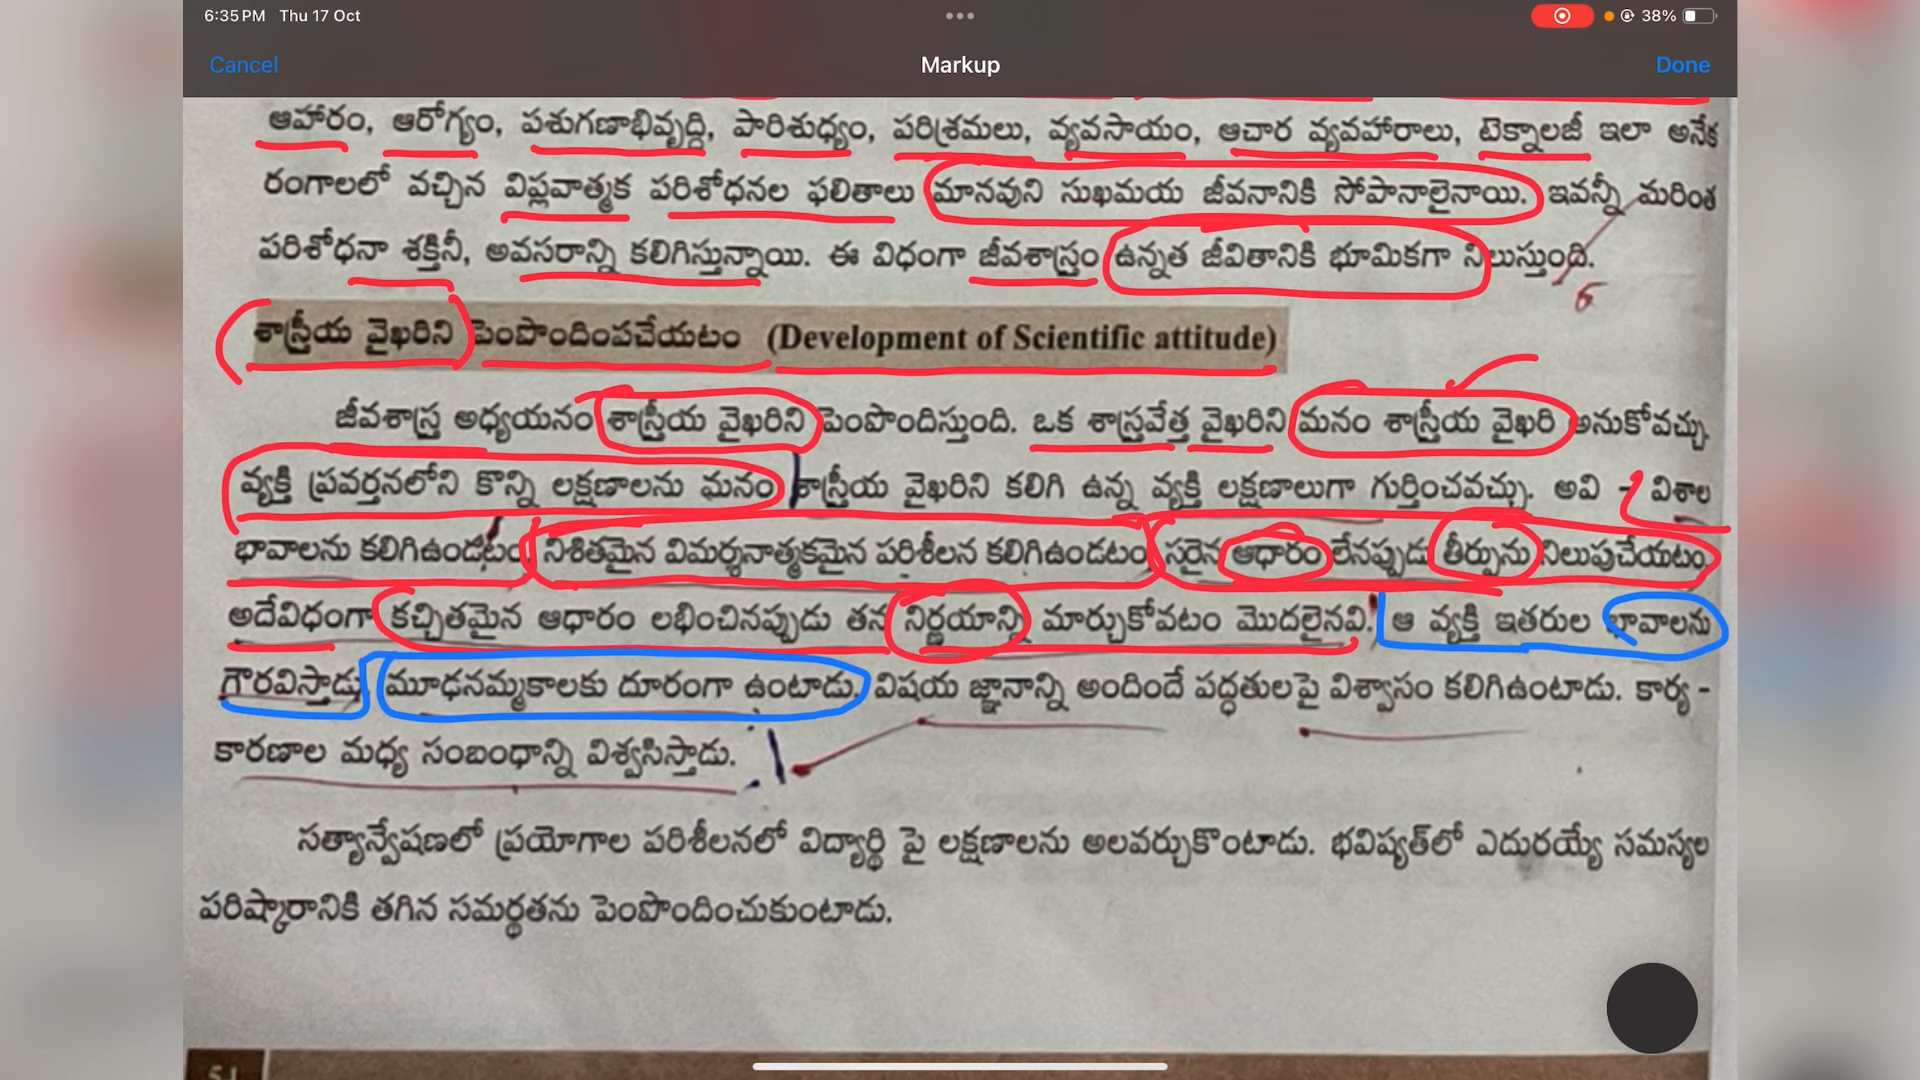 6:35 PM Thu 17 Oct
38%
Cancel
Markup
Done
ఆహారం, ఆరోగ్యం, పశుగణాభివృద్ధి, పారిశుధ్యం, పరిశ్రమలు, వ్యవసాయం, ఆచార వ్యవహారాలు, టెక్నాలజీ ఇలా అనేక
రంగాలలో వచ్చిన విప్లవాత్మక పరిశోధనల ఫలితాలు మానవుని సుఖమయ జీవనానికి సోపానాలైనాయి. ఇవన్నీ మరింత
పరిశోధనా శక్తినీ, అవసరాన్ని కలిగిస్తున్నాయి. ఈ విధంగా జీవశాస్త్రం ఉన్నత జీవితానికి భూమికగా నిలుస్తుంది.
6
శాస్త్రీయ వైఖరిని పెంపొందింపచేయటం (Development of Scientific attitude)
జీవశాస్త్ర అధ్యయనం శాస్త్రీయ వైఖరిని పెంపొందిస్తుంది. ఒక శాస్త్రవేత్త వైఖరిని మనం శాస్త్రీయ వైఖరి అనుకోవచ్చు
వ్యక్తి ప్రవర్తనలోని కొన్ని లక్షణాలను మనం శాస్త్రీయ వైఖరిని కలిగి ఉన్న వ్యక్తి లక్షణాలుగా గుర్తించవచ్చు. అవి - విశాల
భావాలను కలిగిఉండటం నిశితమైన విమర్శనాత్మకమైన పరిశీలన కలిగిఉండటం సరైన ఆధారం లేనప్పుడు తీర్పును నిలుపుచేయటం
అదేవిధంగా కచ్చితమైన ఆధారం లభించినప్పుడు తన నిర్ణయాన్ని మార్చుకోవటం మొదలైనవి. ఆ వ్యక్తి ఇతరుల భావాలను
గౌరవిస్తాడు. మూఢనమ్మకాలకు దూరంగా ఉంటాడు. విషయ జ్ఞానాన్ని అందిందే పద్ధతులపై విశ్వాసం కలిగిఉంటాడు. కార్య -
కారణాల మధ్య సంబంధాన్ని విశ్వసిస్తాడు.
సత్యాన్వేషణలో ప్రయోగాల పరిశీలనలో విద్యార్థి పై లక్షణాలను అలవర్చుకొంటాడు. భవిష్యత్‌లో ఎదురయ్యే సమస్యల
పరిష్కారానికి తగిన సమర్థతను పెంపొందించుకుంటాడు.